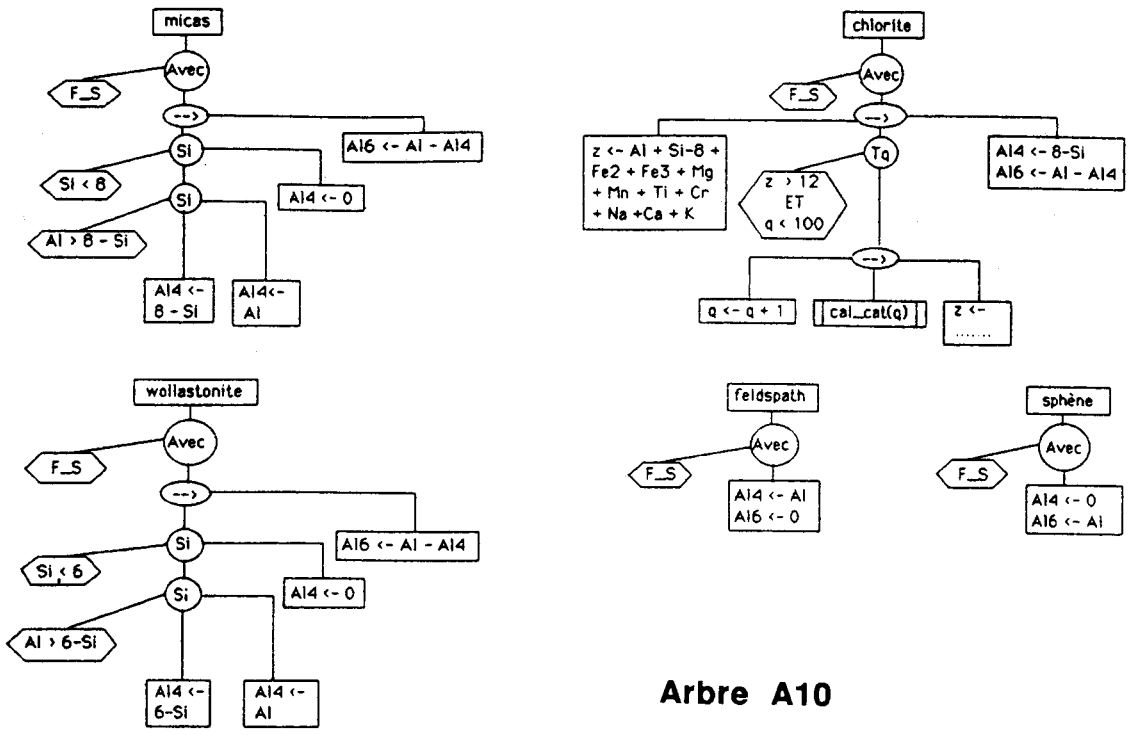 micas
Avec
F_S
-->
Al6 <- Al - Al4
Si
Si < 8
Al4 <- 0
Si
Al > 8 - Si
Al4 <-
8 - Si
Al4<-
Al
chlorite
Avec
F_S
-->
z <- Al + Si-8 +
Fe2 + Fe3 + Mg
+ Mn + Ti + Cr
+ Na +Ca + K
Tq
z > 12
ET
q < 100
Al4 <- 8-Si
Al6 <- Al - Al4
-->
q <- q + 1
cal_cat(q)
z <-
.......
wollastonite
Avec
F_S
-->
Al6 <- Al - Al4
Si
Si < 6
Al4 <- 0
Si
Al > 6-Si
Al4 <-
6-Si
Al4 <-
Al
feldspath
Avec
F_S
Al4 <- Al
Al6 <- 0
sphène
Avec
F_S
Al4 <- 0
Al6 <- Al
Arbre A10